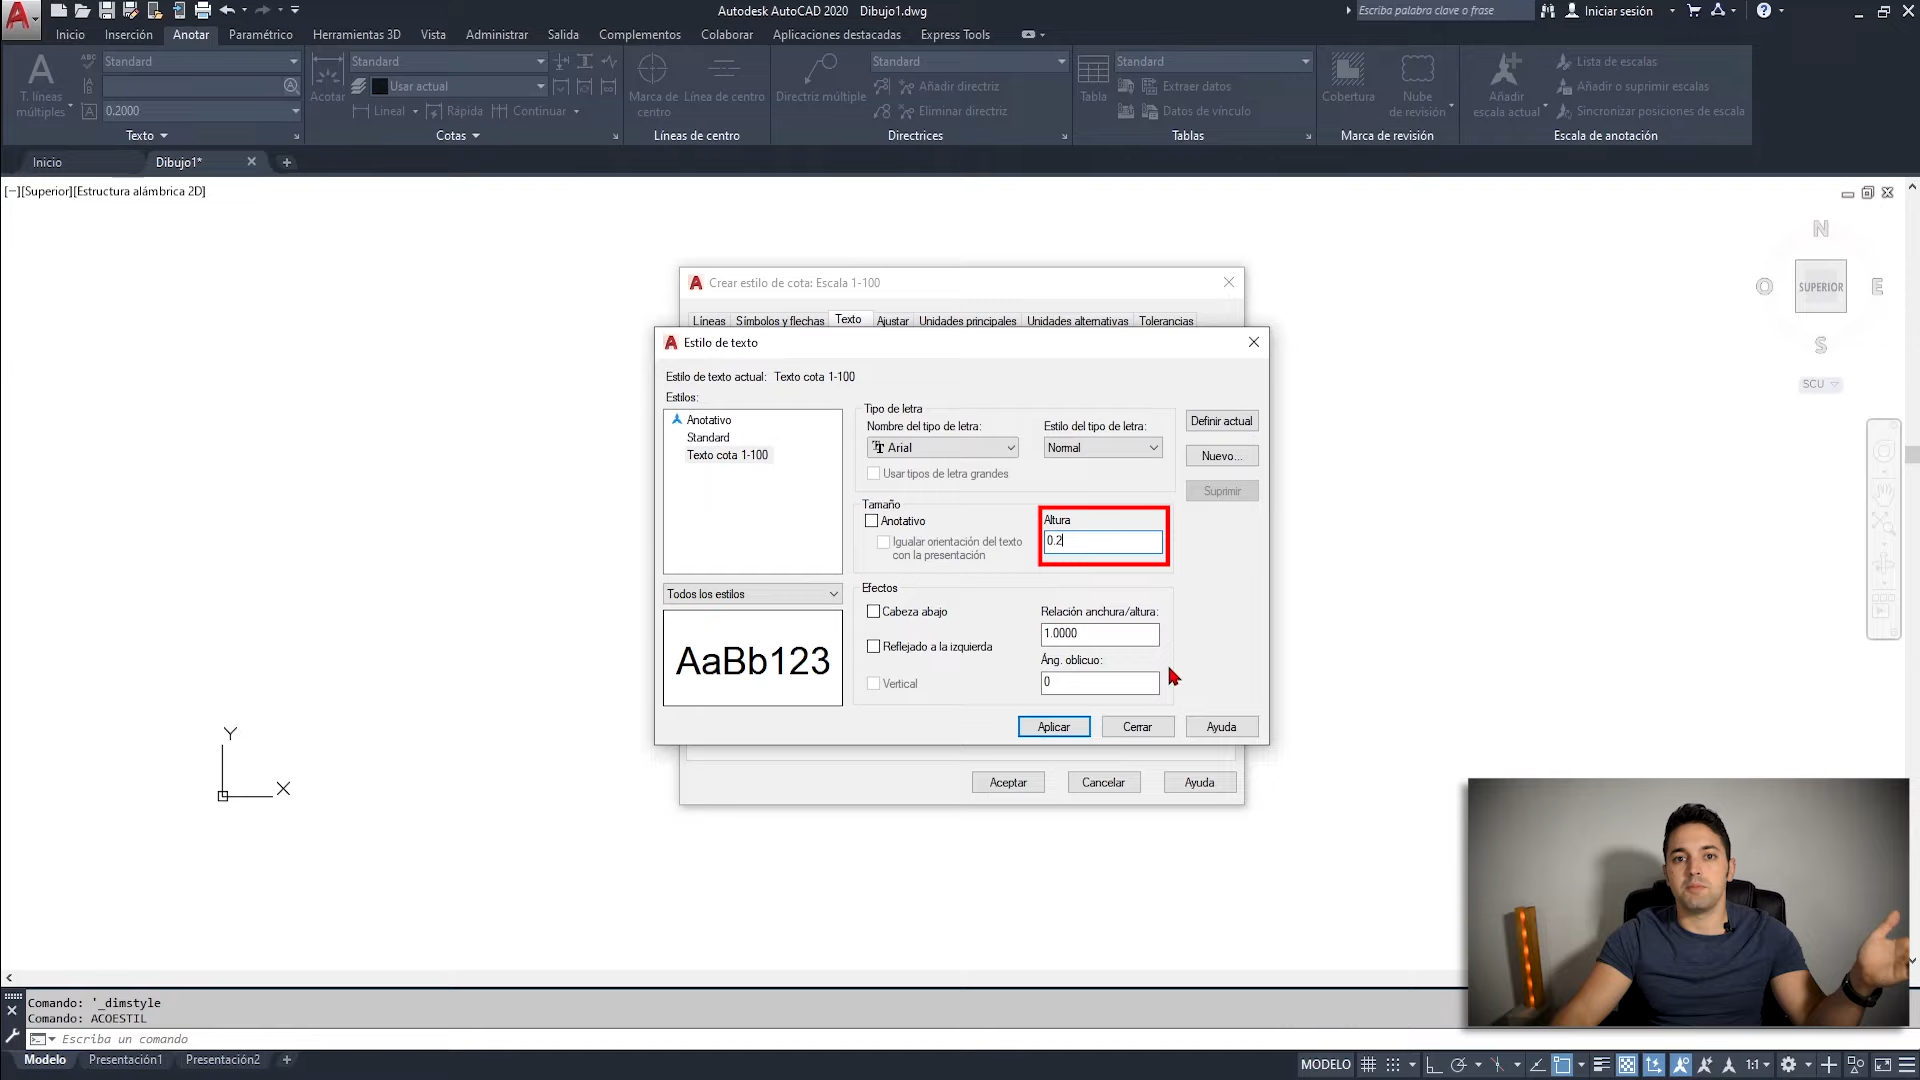 Autodesk AutoCAD 2020 Dibujo1.dwg
Escriba palabra clave o frase
Iniciar sesión
Inicio Inserción Anotar Paramétrico Herramientas 3D Vista Administrar Salida Complementos Colaborar Aplicaciones destacadas Express Tools
A
T. líneas
múltiples
ABC
Standard
0.2000
Texto
Acotar
Standard
Usar actual
Lineal Rápida Continuar
Cotas
Marca de
centro
Línea de centro
Líneas de centro
Directriz múltiple
Standard
Añadir directriz
Eliminar directriz
Directrices
Tabla
Standard
Extraer datos
Datos de vínculo
Tablas
Cobertura
Nube
de revisión
Marca de revisión
Añadir
escala actual
Lista de escalas
Añadir o suprimir escalas
Sincronizar posiciones de escala
Escala de anotación
Inicio
Dibujo1*
[−][Superior][Estructura alámbrica 2D]
N
O
SUPERIOR
E
S
SCU
A Crear estilo de cota: Escala 1-100
Líneas Símbolos y flechas Texto Ajustar Unidades principales Unidades alternativas Tolerancias
A Estilo de texto
Estilo de texto actual: Texto cota 1-100
Estilos:
Anotativo
Standard
Texto cota 1-100
Todos los estilos
AaBb123
Tipo de letra
Nombre del tipo de letra:
Arial
Estilo del tipo de letra:
Normal
Usar tipos de letra grandes
Tamaño
Anotativo
Igualar orientación del texto
con la presentación
Altura
0.2
Efectos
Cabeza abajo
Reflejado a la izquierda
Vertical
Relación anchura/altura:
1.0000
Áng. oblicuo:
0
Definir actual
Nuevo...
Suprimir
Aplicar Cerrar Ayuda
Aceptar Cancelar Ayuda
Y
X
Comando: '_dimstyle
Comando: ACOESTIL
Escriba un comando
Modelo Presentación1 Presentación2
MODELO
1:1